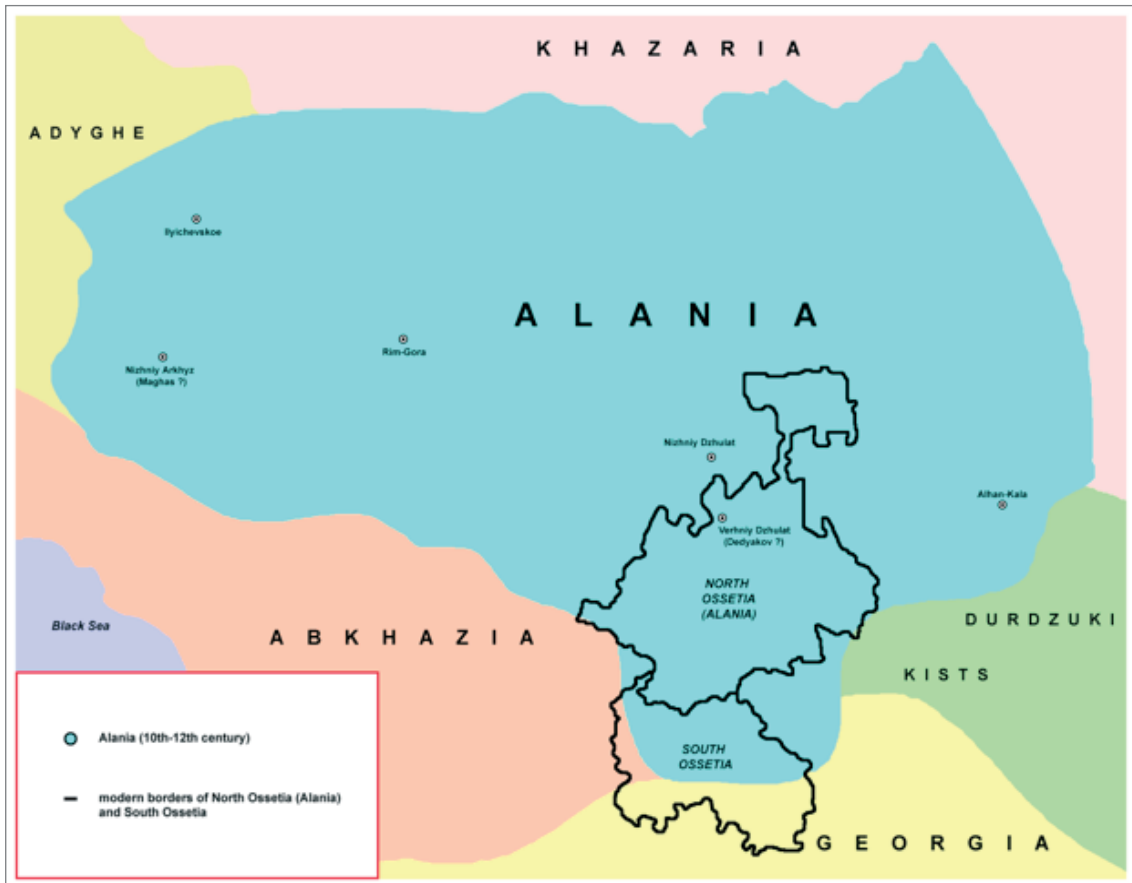 KHAZARIA
ADYGHE
Ilyichevskoe
ALANIA
Rim-Gora
Nizhniy Arkhyz
(Maghas ?)
Nizhniy Dzhulat
Alhan-Kala
Verhniy Dzhulat
(Dedyakov ?)
NORTH
OSSETIA
(ALANIA)
DURDZUKI
Black Sea
ABKHAZIA
KISTS
SOUTH
OSSETIA
GEORGIA
Alania (10th-12th century)
modern borders of North Ossetia (Alania)
and South Ossetia